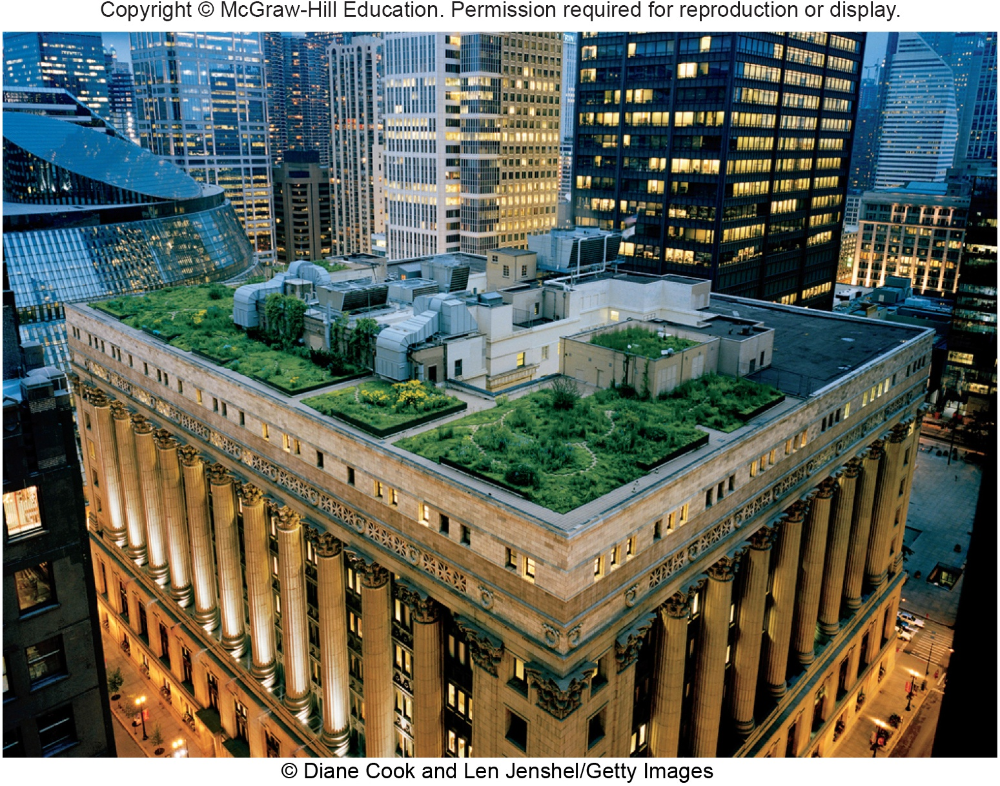 Copyright © McGraw-Hill Education. Permission required for reproduction or display.
© Diane Cook and Len Jenshel/Getty Images